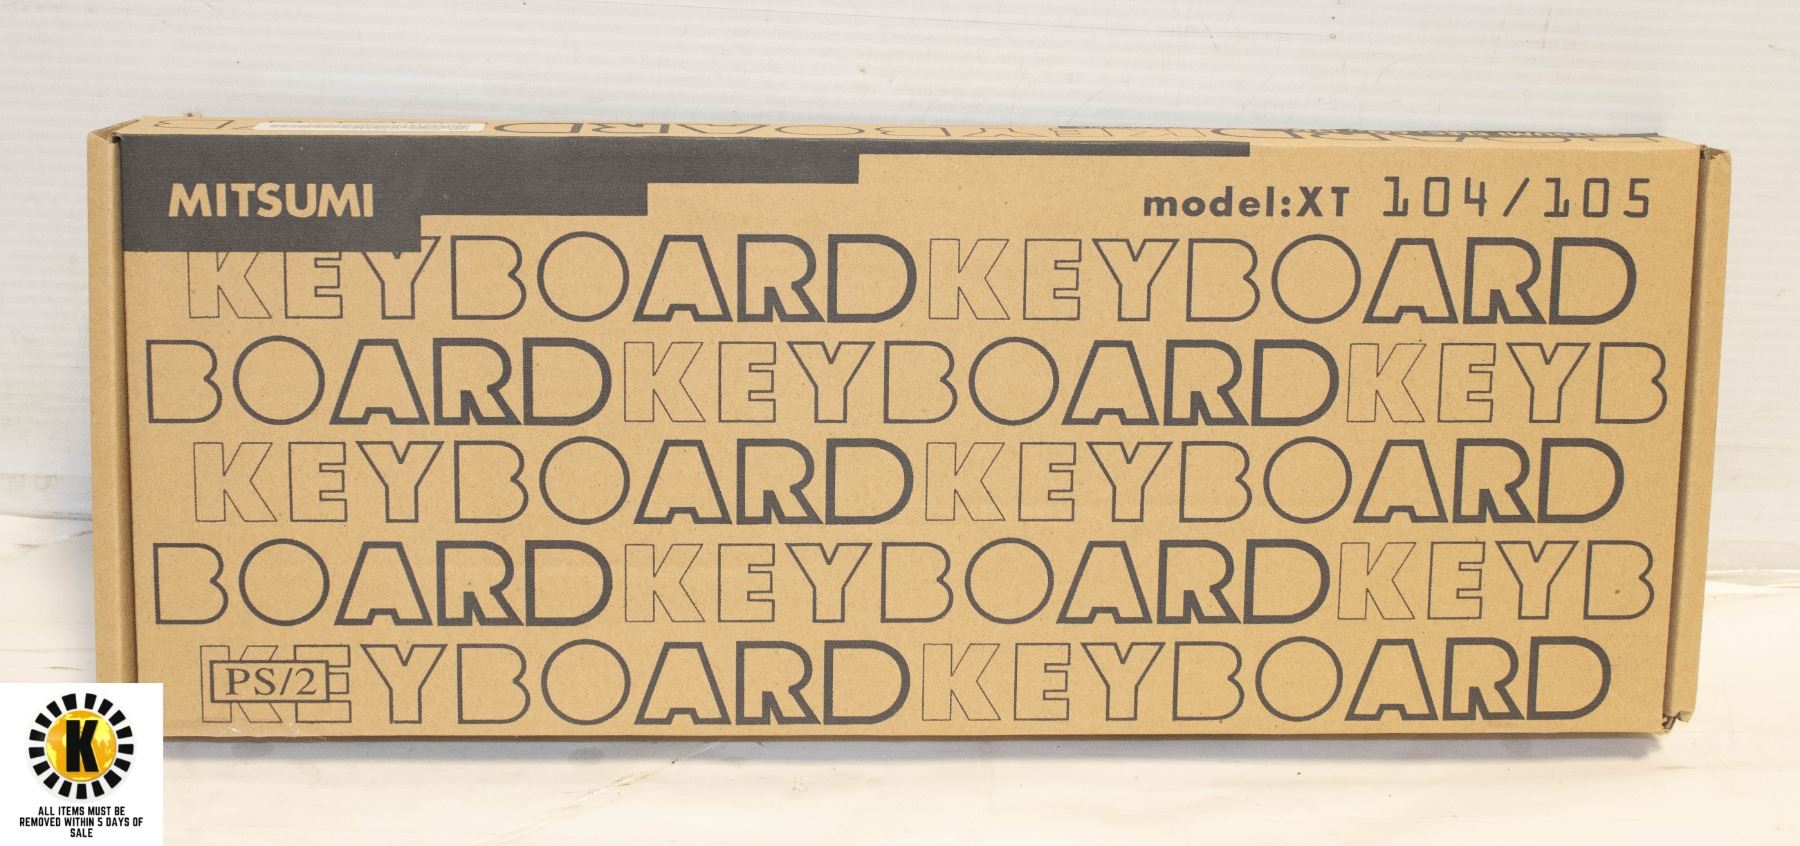 MITSUMI
model:XT 104/105
KEYBOARDKEYBOARD
BOARDKEYBOARDKEYB
KEYBOARDKEYBOARD
BOARDKEYBOARDKEYB
KEYBOARDKEYBOARD
PS/2
K
ALL ITEMS MUST BE
REMOVED WITHIN 5 DAYS OF
SALE